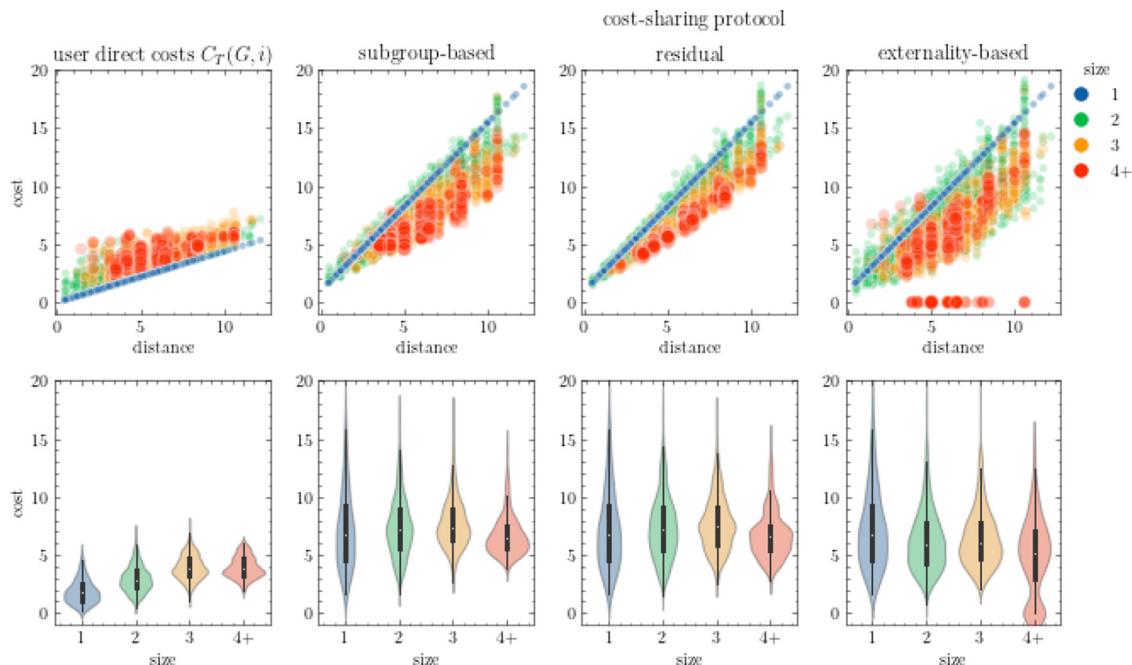 cost-sharing protocol
user direct costs C_T(G, i)
subgroup-based
residual
externality-based
size
1
2
3
4+
cost
20
15
10
5
0
0 5 10
distance
0 5 10
distance
0 5 10
distance
0 5 10
distance
cost
20
15
10
5
0
20
15
10
5
0
20
15
10
5
0
20
15
10
5
0
20
15
10
5
0
20
15
10
5
0
20
15
10
5
0
1 2 3 4+
size
1 2 3 4+
size
1 2 3 4+
size
1 2 3 4+
size